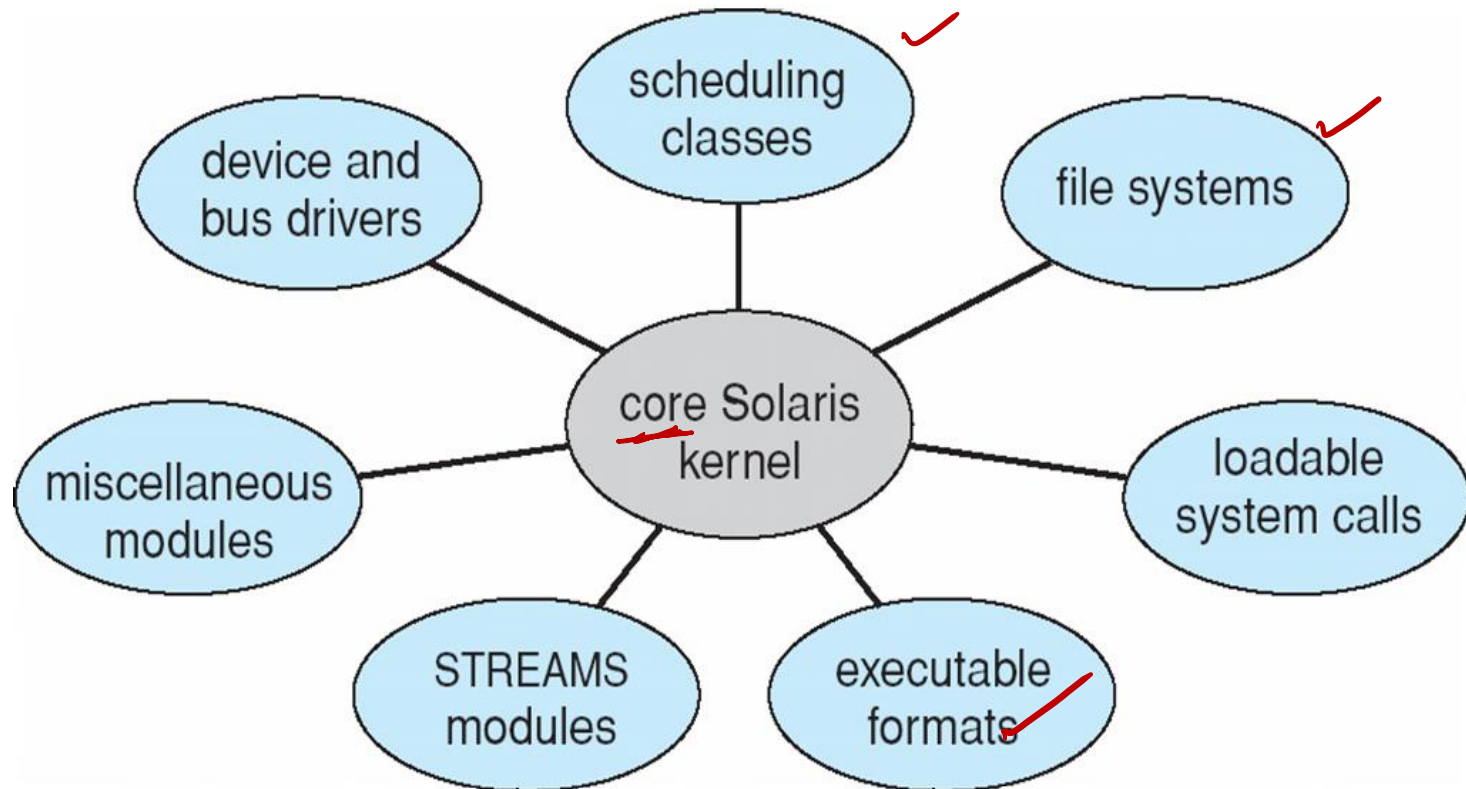 scheduling
classes
device and
bus drivers
file systems
core Solaris
kernel
miscellaneous
modules
loadable
system calls
STREAMS
modules
executable
formats